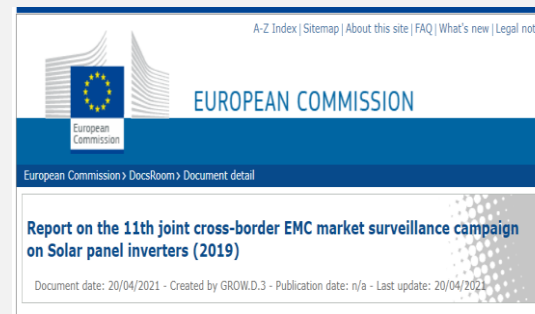 A-Z Index | Sitemap | About this site | FAQ | What's new | Legal not
European
Commission
EUROPEAN COMMISSION
European Commission > DocsRoom > Document detail
Report on the 11th joint cross-border EMC market surveillance campaign
on Solar panel inverters (2019)
Document date: 20/04/2021 - Created by GROW.D.3 - Publication date: n/a - Last update: 20/04/2021